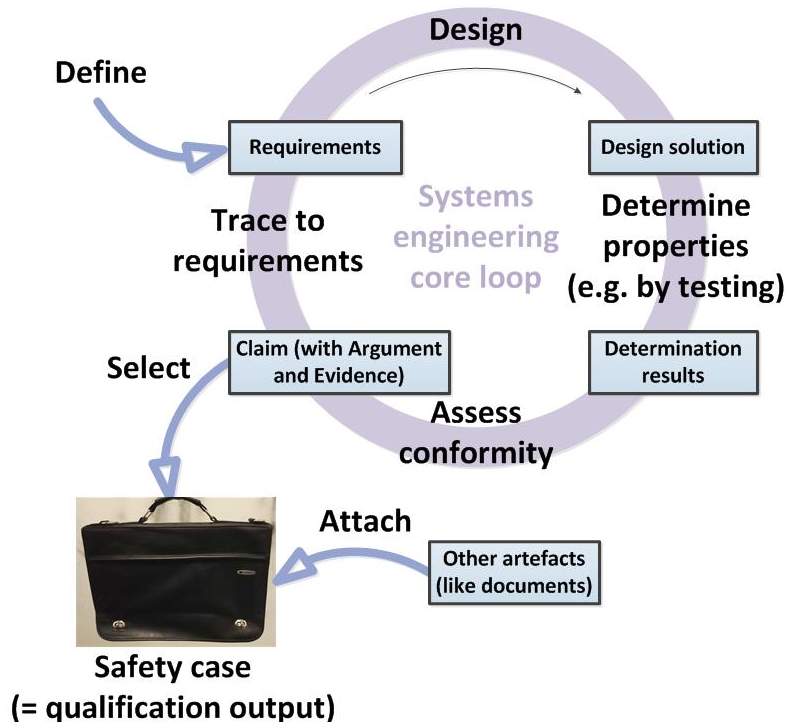 Design
Define
Requirements
Design solution
Systems
engineering
core loop
Trace to
requirements
Determine
properties
(e.g. by testing)
Claim (with Argument
and Evidence)
Determination
results
Select
Assess
conformity
Attach
Other artefacts
(like documents)
Safety case
(= qualification output)